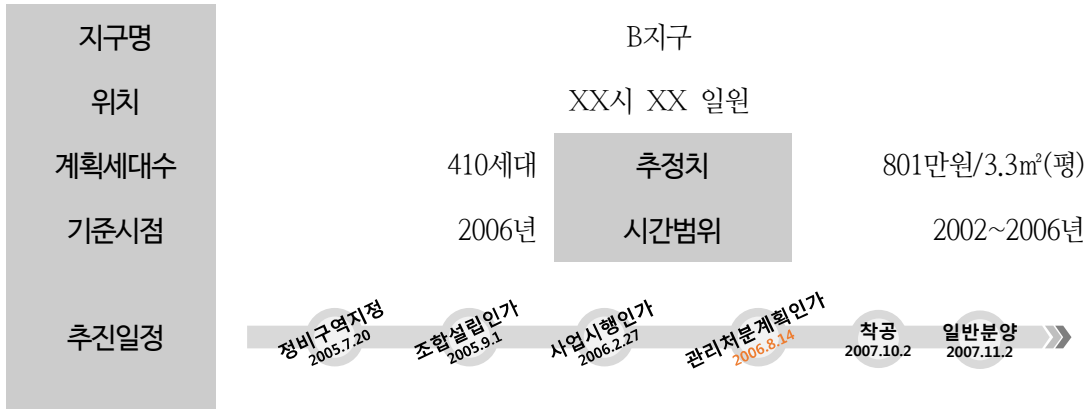 지구명 B지구
위치 XX시 XX 일원
계획세대수 410세대 추정치 801만원/3.3㎡(평)
기준시점 2006년 시간범위 2002~2006년
추진일정
정비구역지정
2005.7.20
조합설립인가
2005.9.1
사업시행인가
2006.2.27
관리처분계획인가
2006.8.14
착공
2007.10.2
일반분양
2007.11.2